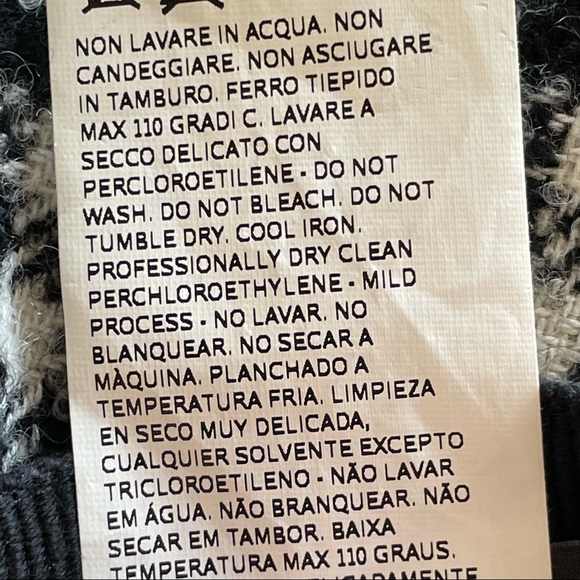 NON LAVARE IN ACQUA. NON
CANDEGGIARE. NON ASCIUGARE
IN TAMBURO. FERRO TIEPIDO
MAX 110 GRADI C. LAVARE A
SECCO DELICATO CON
PERCLOROETILENE - DO NOT
WASH. DO NOT BLEACH. DO NOT
TUMBLE DRY. COOL IRON.
PROFESSIONALLY DRY CLEAN
PERCHLOROETHYLENE - MILD
PROCESS - NO LAVAR. NO
BLANQUEAR. NO SECAR A
MÀQUINA. PLANCHADO A
TEMPERATURA FRIA. LIMPIEZA
EN SECO MUY DELICADA,
CUALQUIER SOLVENTE EXCEPTO
TRICLOROETILENO - NÃO LAVAR
EM ÁGUA. NÃO BRANQUEAR. NÃO
SECAR EM TAMBOR. BAIXA
TEMPERATURA MAX 110 GRAUS.